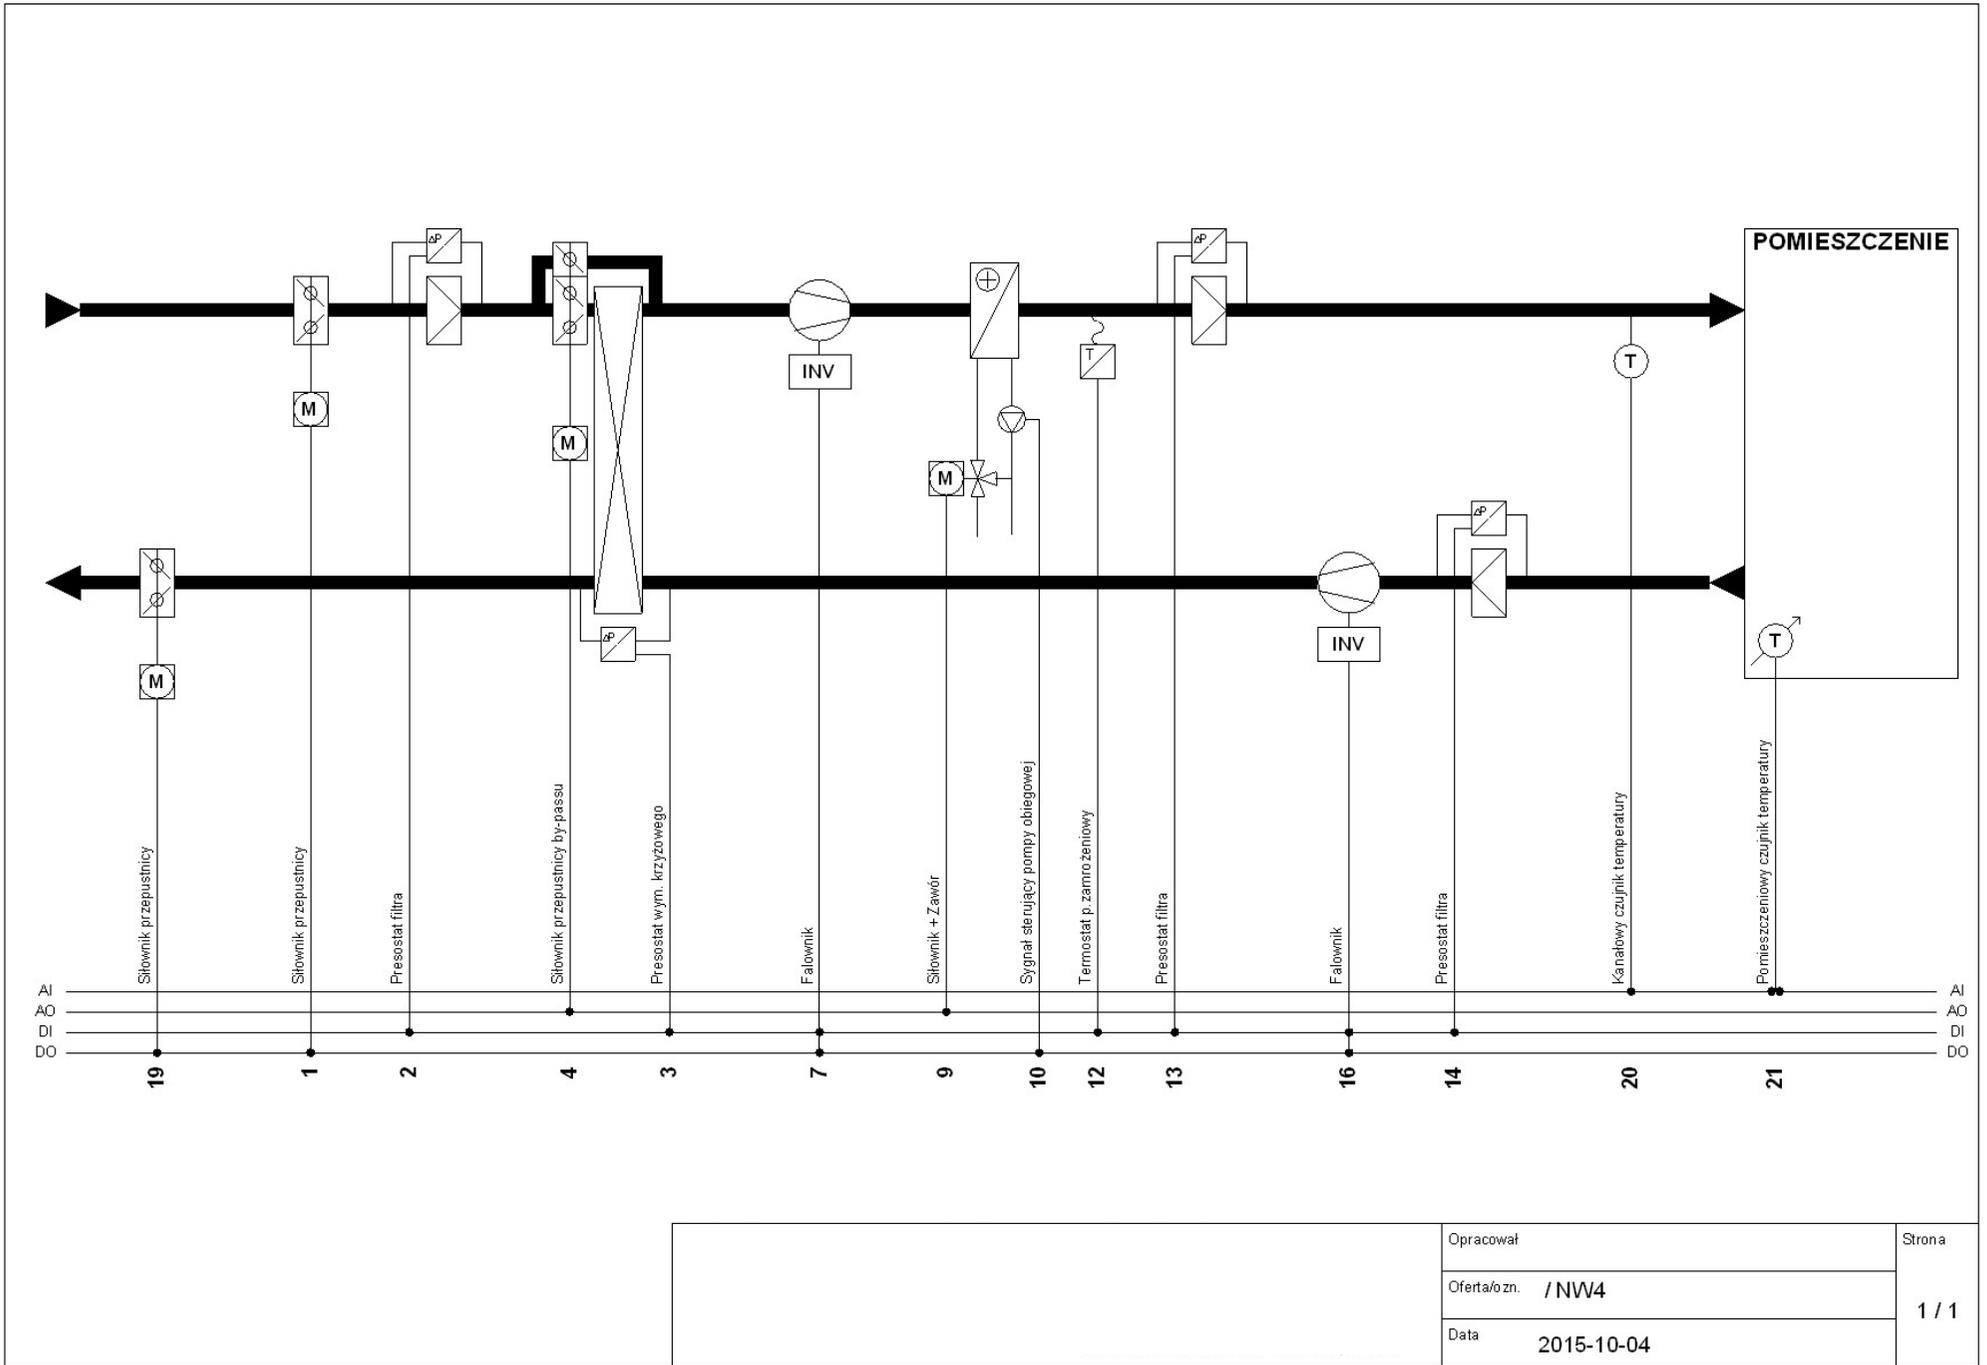 POMIESZCZENIE
ΔP
ΔP
T
INV
T
M
M
M
ΔP
ΔP
INV
T
M
Siłownik przepustnicy
Siłownik przepustnicy
Presostat filtra
Siłownik przepustnicy by-passu
Presostat wym. krzyżowego
Falownik
Siłownik + Zawór
Sygnał sterujący pompy obiegowej
Termostat p.zamrożeniowy
Presostat filtra
Falownik
Presostat filtra
Kanałowy czujnik temperatury
Pomieszczeniowy czujnik temperatury
AI AI
AO AO
DI DI
DO DO
19 1 2 4 3 7 9 10 12 13 16 14 20 21
Opracował
Strona
Oferta/ozn. / NW4
1 / 1
Data 2015-10-04